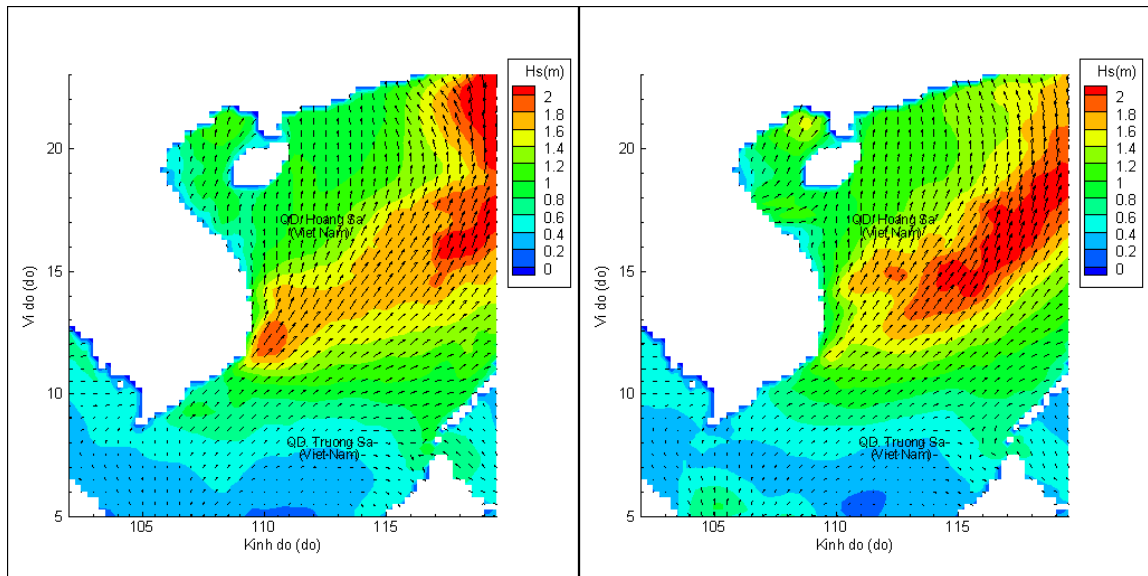 Hs(m)
2
1.8
1.6
1.4
1.2
1
0.8
0.6
0.4
0.2
0
20
15
10
5
Vi do (do)
QD. Hoang Sa
(Viet Nam)
QD. Truong Sa
(Viet Nam)
105
110
115
Kinh do (do)
Hs(m)
2
1.8
1.6
1.4
1.2
1
0.8
0.6
0.4
0.2
0
20
15
10
5
Vi do (do)
QD. Hoang Sa
(Viet Nam)
QD. Truong Sa
(Viet Nam)
105
110
115
Kinh do (do)